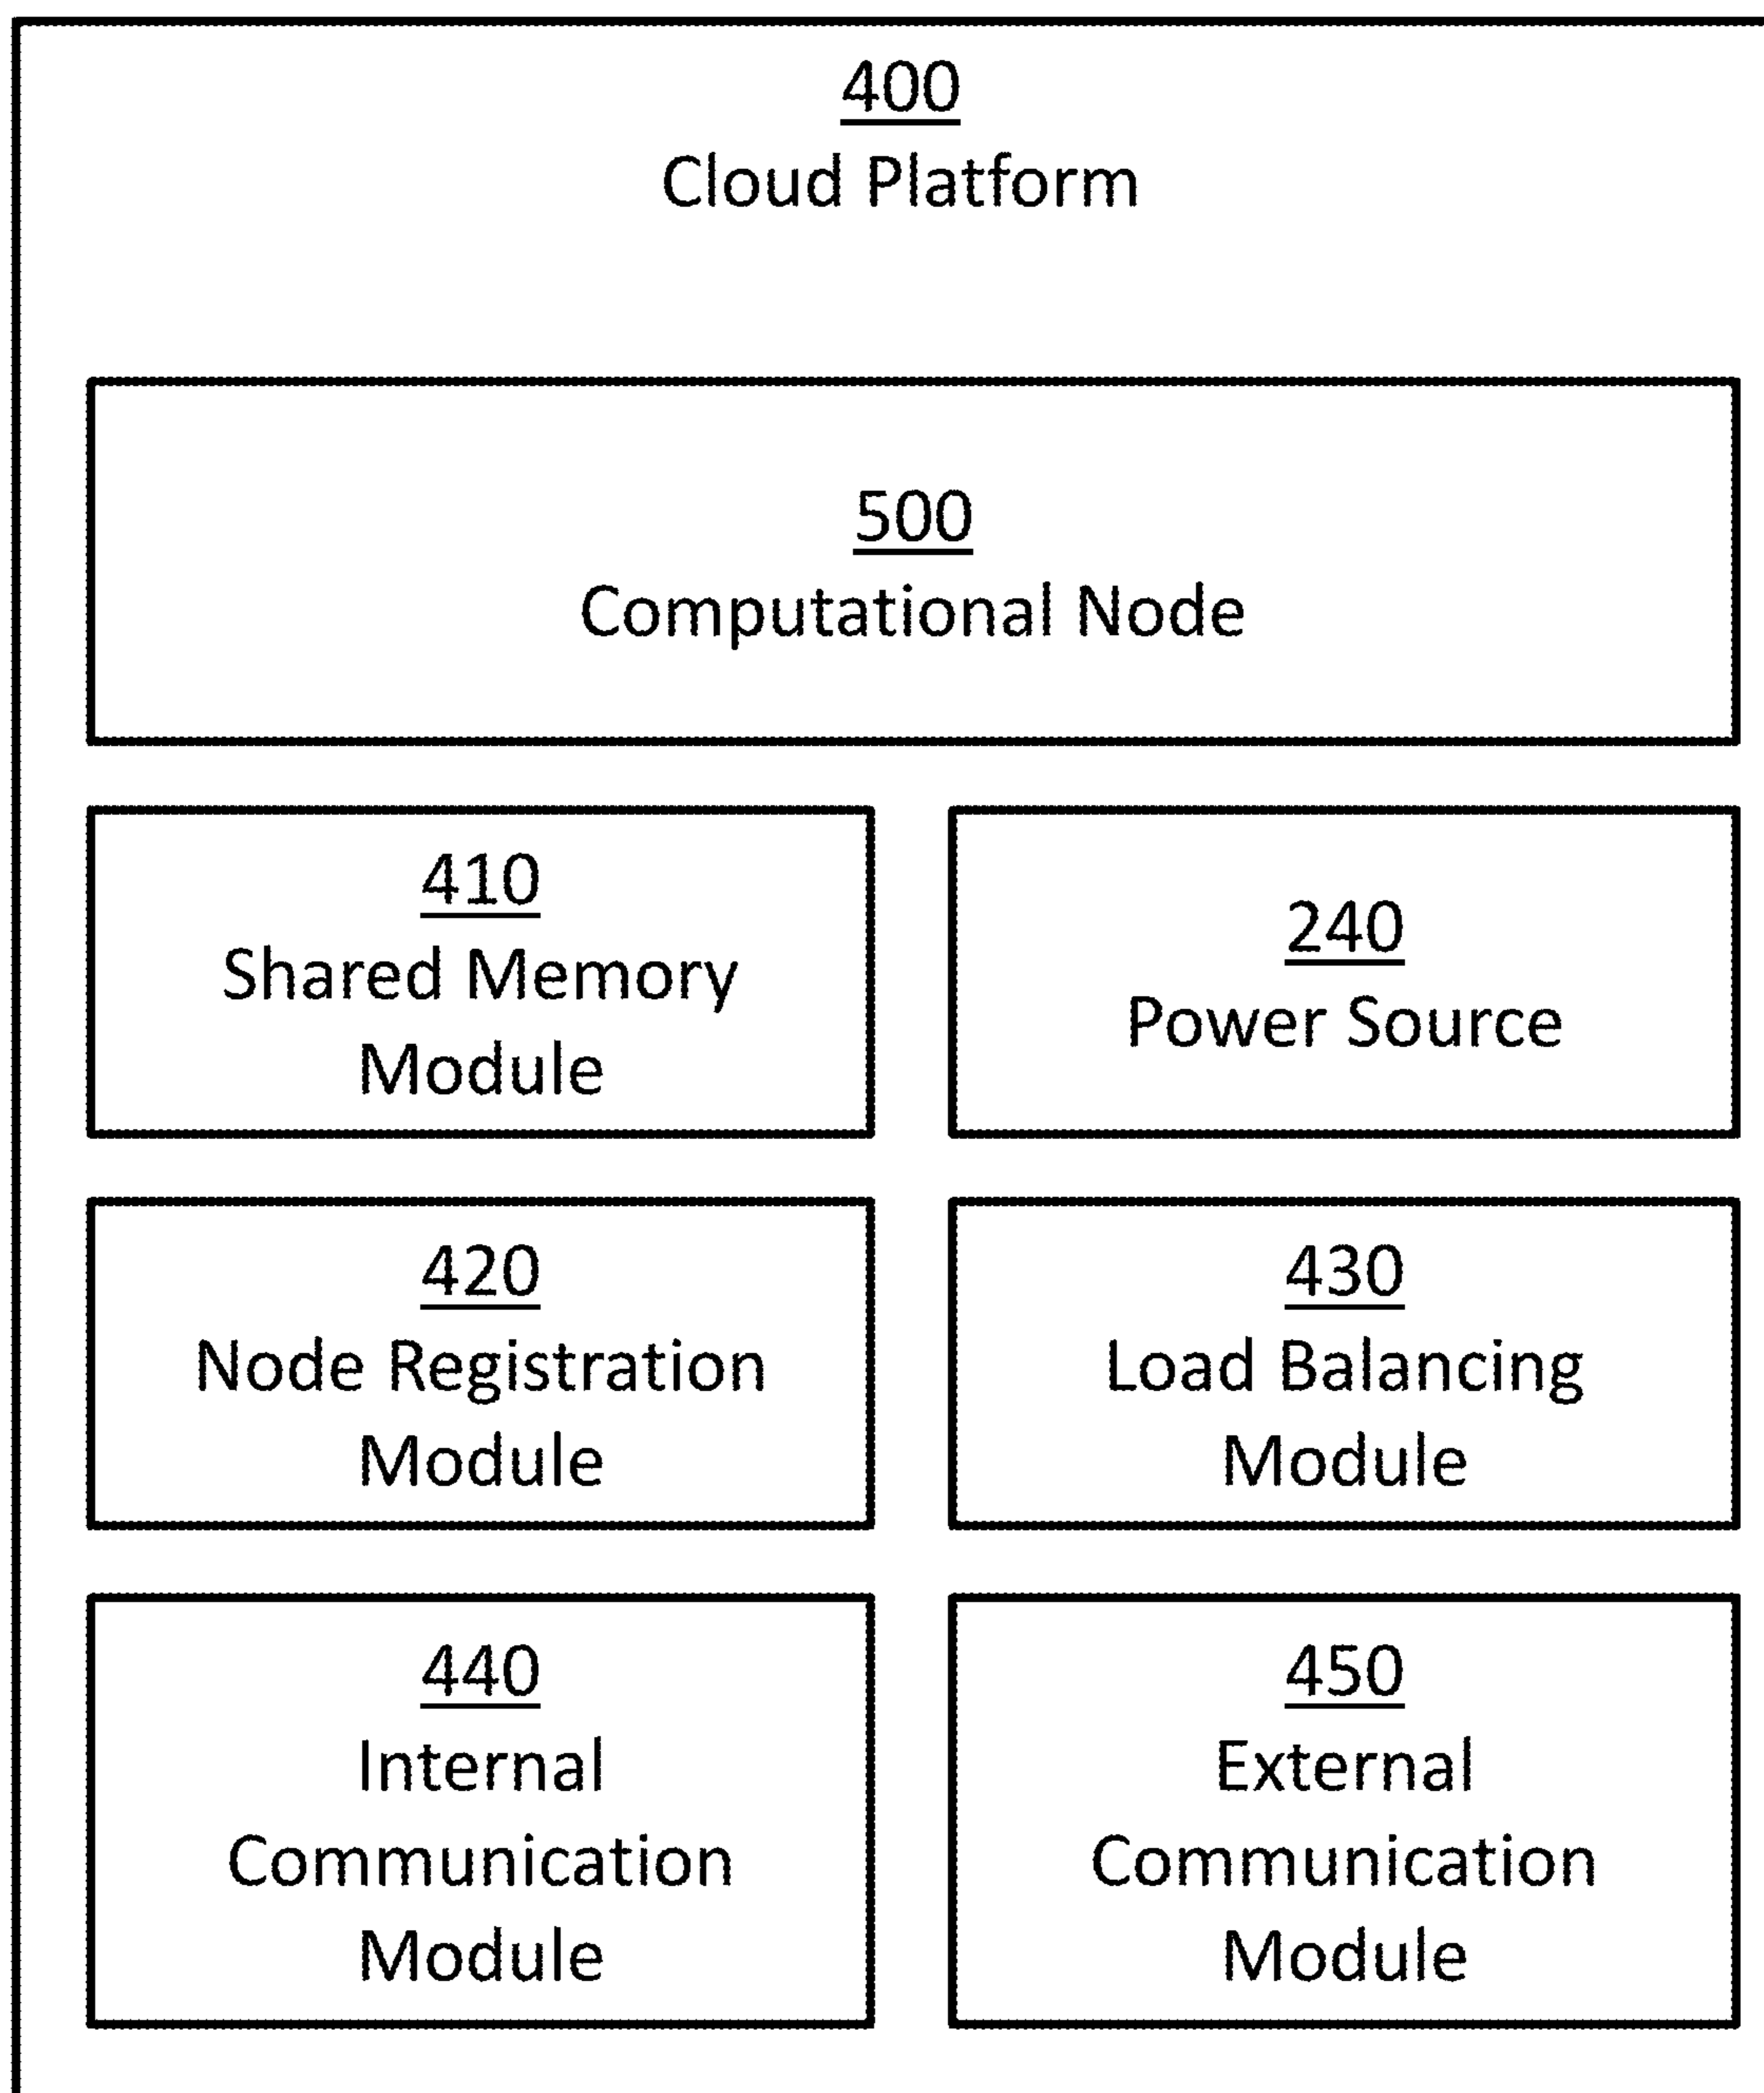 400
Cloud Platform
500
Computational Node
410
Shared Memory
Module
240
Power Source
420
Node Registration
Module
430
Load Balancing
Module
440
Internal
Communication
Module
450
External
Communication
Module